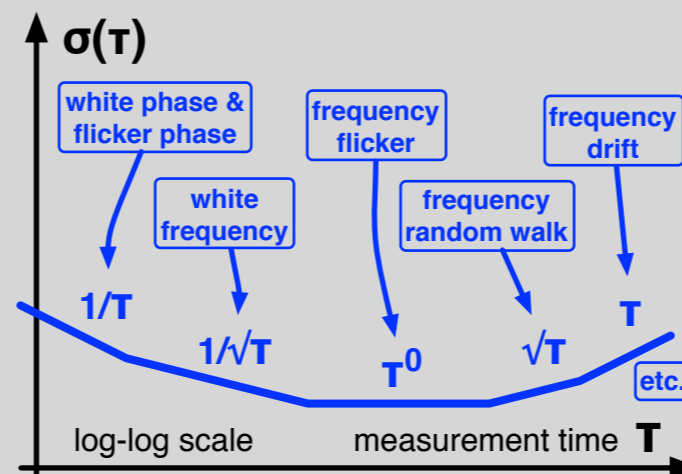 σ(τ)
white phase &
flicker phase
frequency
flicker
frequency
drift
white
frequency
frequency
random walk
1/τ
1/√τ
τ⁰
√τ
τ
etc.
log-log scale
measurement time τ